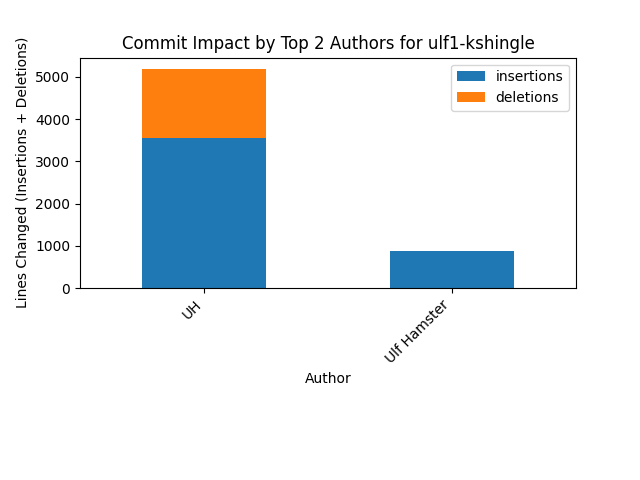 Commit Impact by Top 2 Authors for ulf1-kshingle
Lines Changed (Insertions + Deletions)
5000
4000
3000
2000
1000
0
insertions
deletions
UH
Ulf Hamster
Author